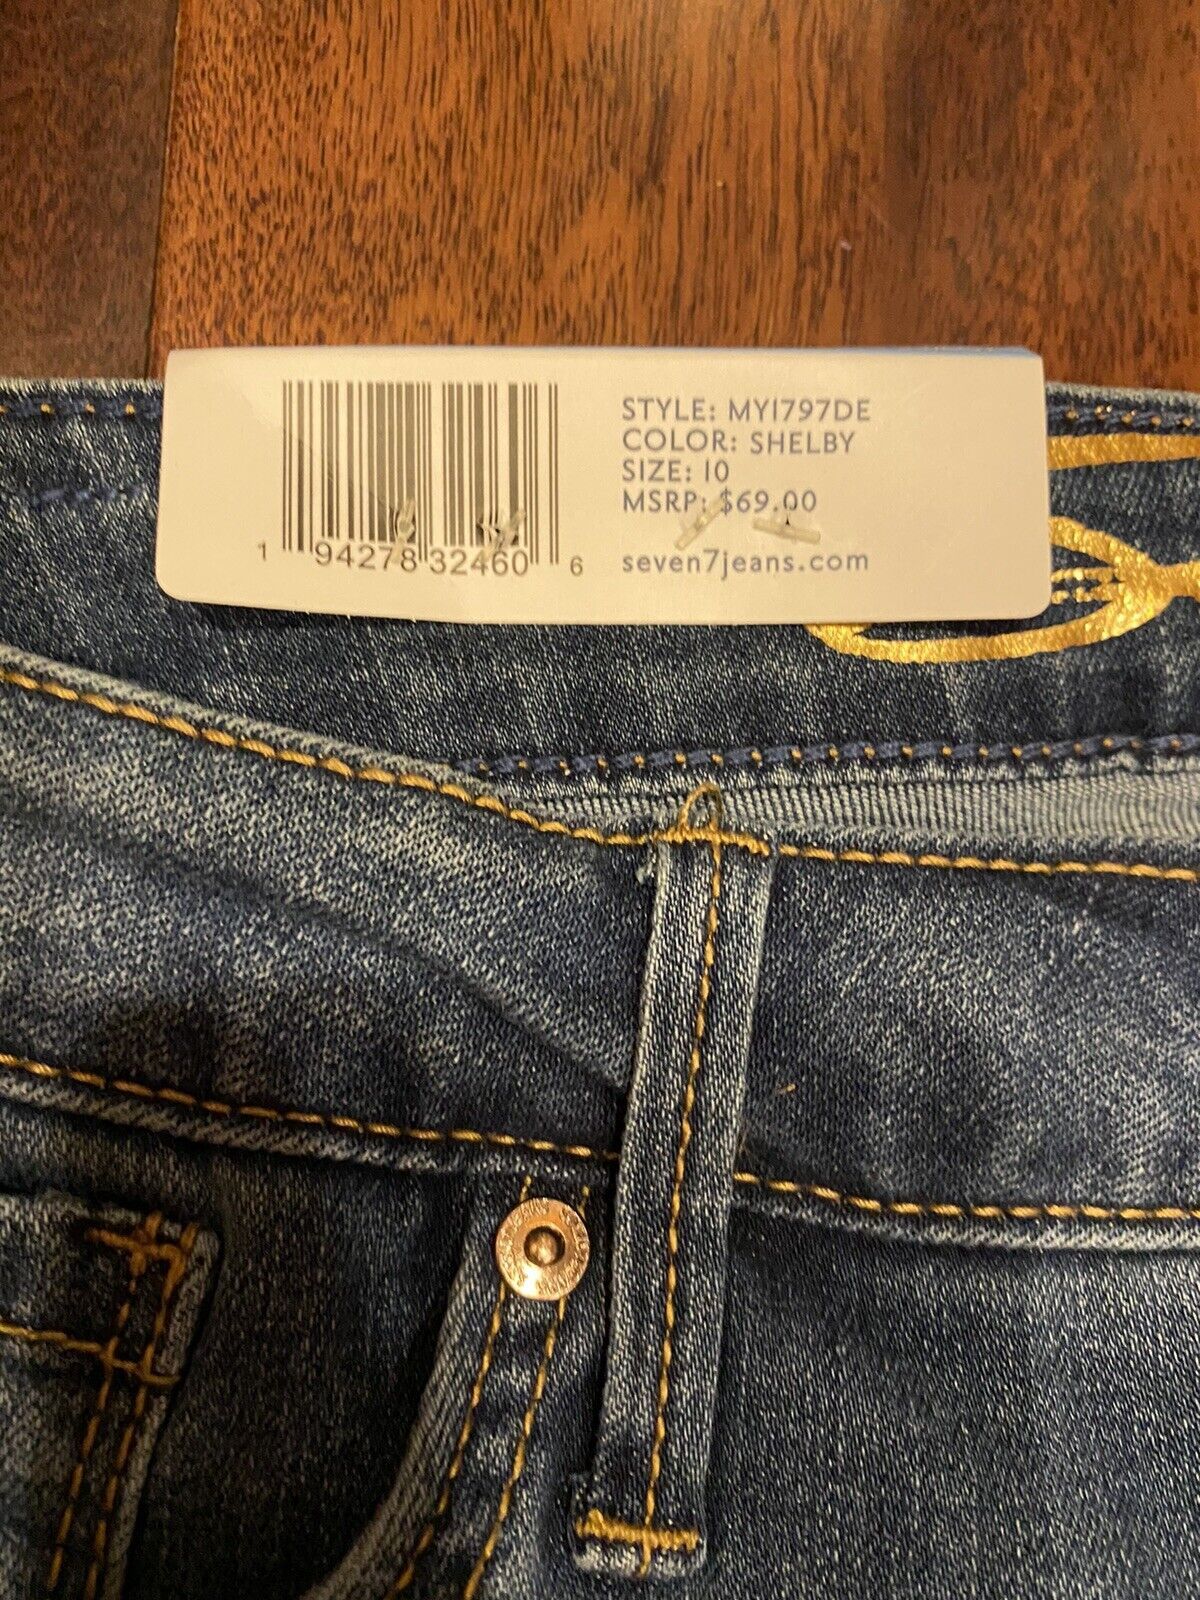 STYLE: MY1797DE
COLOR: SHELBY
SIZE: 10
MSRP: $69.00
seven7jeans.com
1 94278 32460 6